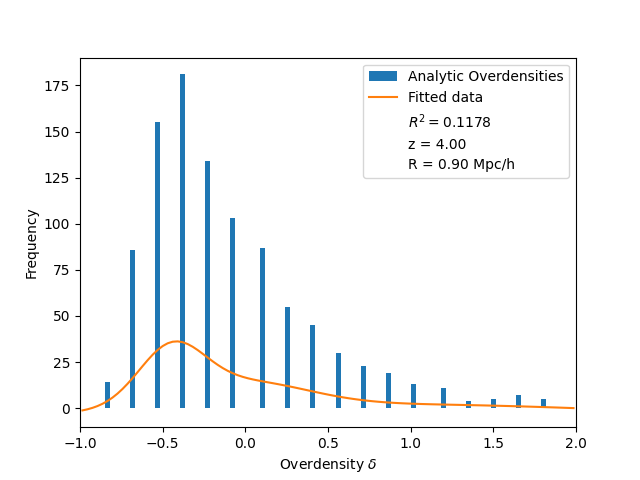 Analytic Overdensities
Fitted data
R² = 0.1178
z = 4.00
R = 0.90 Mpc/h
175
150
125
100
75
50
25
0
Frequency
−1.0 −0.5 0.0 0.5 1.0 1.5 2.0
Overdensity δ